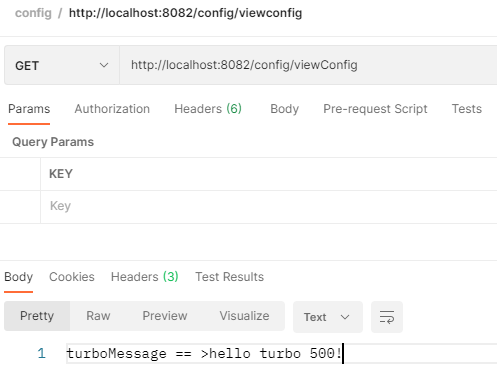 config / http://localhost:8082/config/viewconfig
GET http://localhost:8082/config/viewConfig
Params Authorization Headers (6) Body Pre-request Script Tests
Query Params
KEY
Key
Body Cookies Headers (3) Test Results
Pretty Raw Preview Visualize Text
1 turboMessage == >hello turbo 500!